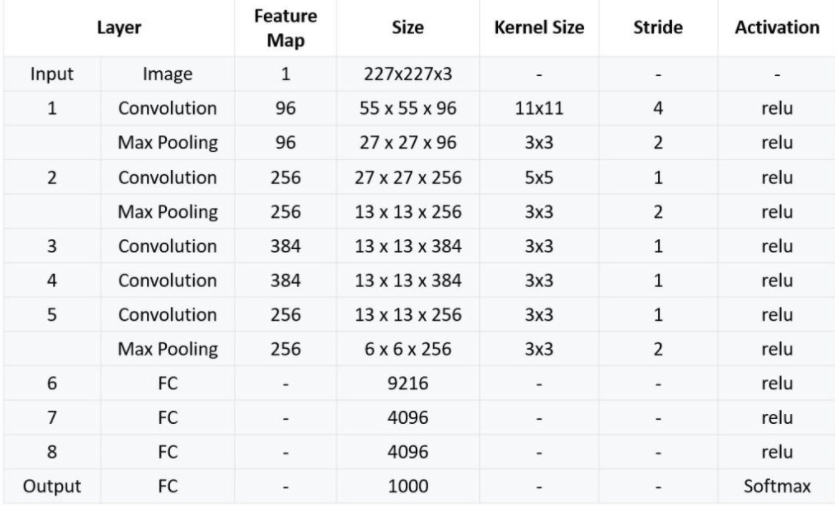 Layer Feature Map Size Kernel Size Stride Activation
Input Image 1 227x227x3 - - -
1 Convolution 96 55 x 55 x 96 11x11 4 relu
Max Pooling 96 27 x 27 x 96 3x3 2 relu
2 Convolution 256 27 x 27 x 256 5x5 1 relu
Max Pooling 256 13 x 13 x 256 3x3 2 relu
3 Convolution 384 13 x 13 x 384 3x3 1 relu
4 Convolution 384 13 x 13 x 384 3x3 1 relu
5 Convolution 256 13 x 13 x 256 3x3 1 relu
Max Pooling 256 6 x 6 x 256 3x3 2 relu
6 FC - 9216 - - relu
7 FC - 4096 - - relu
8 FC - 4096 - - relu
Output FC - 1000 - - Softmax